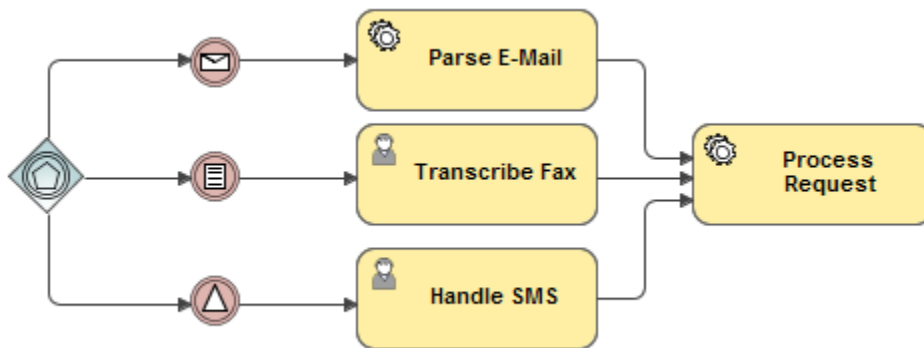 Parse E-Mail
Transcribe Fax
Process
Request
Handle SMS